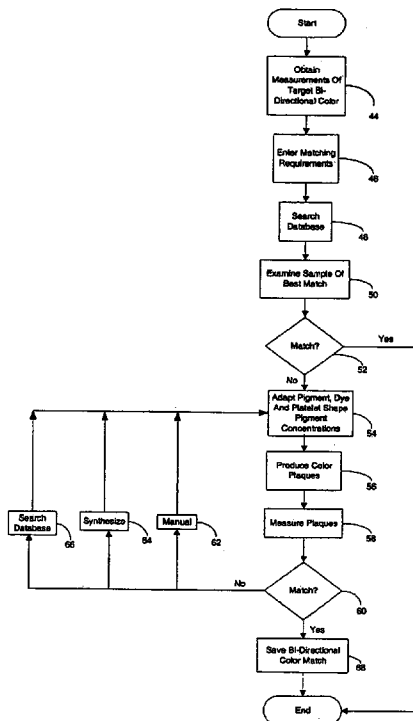 Start
Obtain
Measurements Of
Target Bi-
Directional Color
44
Enter Matching
Requirements
46
Search
Database
48
Examine Sample Of
Best Match
50
Match?
Yes
52
No
Adapt Pigment, Dye
And Platelet Shape
Pigment
Concentrations
54
Produce Color
Plaques
56
Search
Database
66
Synthesize
64
Manual
62
Measure Plaques
58
No
Match?
60
Yes
Save Bi-Directional
Color Match
68
End